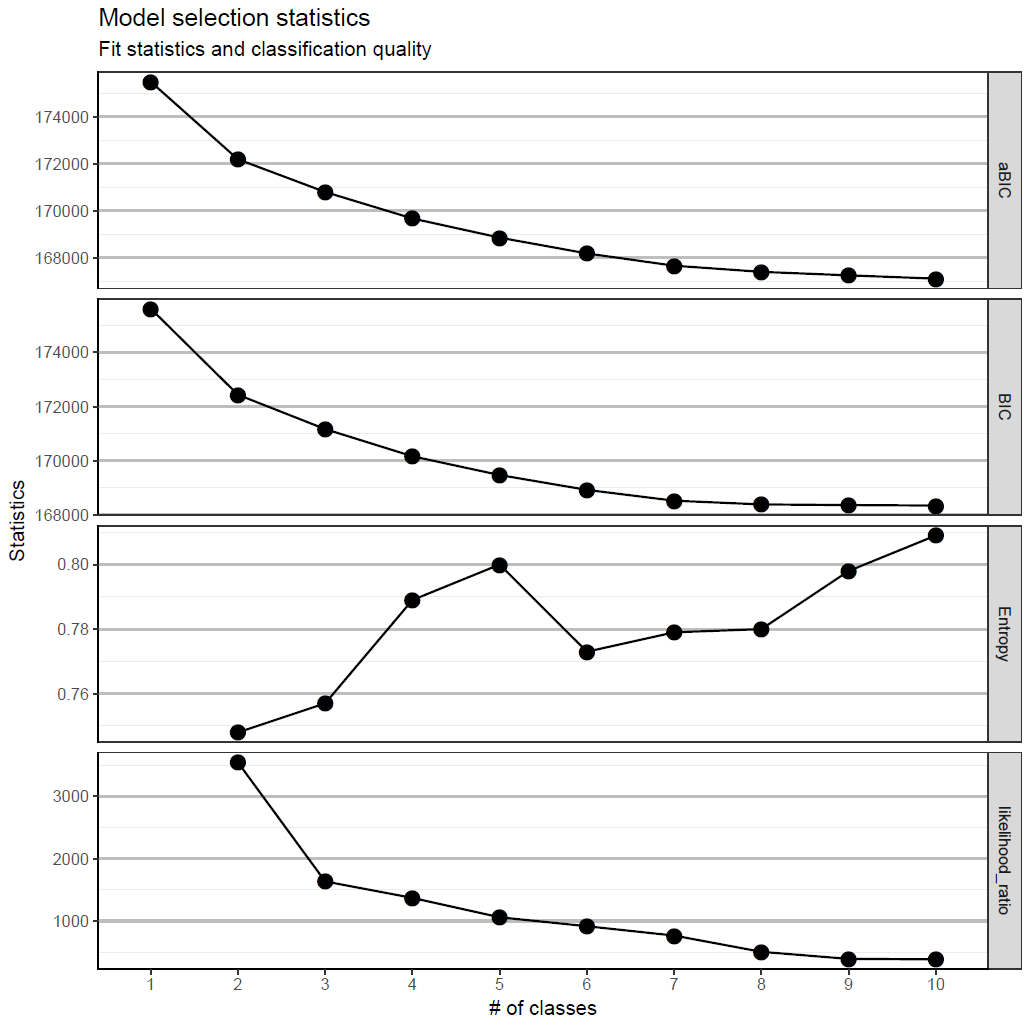 Model selection statistics
Fit statistics and classification quality
174000
172000
170000
168000
aBIC
174000
172000
170000
168000
BIC
Statistics
0.80
0.78
0.76
Entropy
3000
2000
1000
likelihood_ratio
1 2 3 4 5 6 7 8 9 10
# of classes